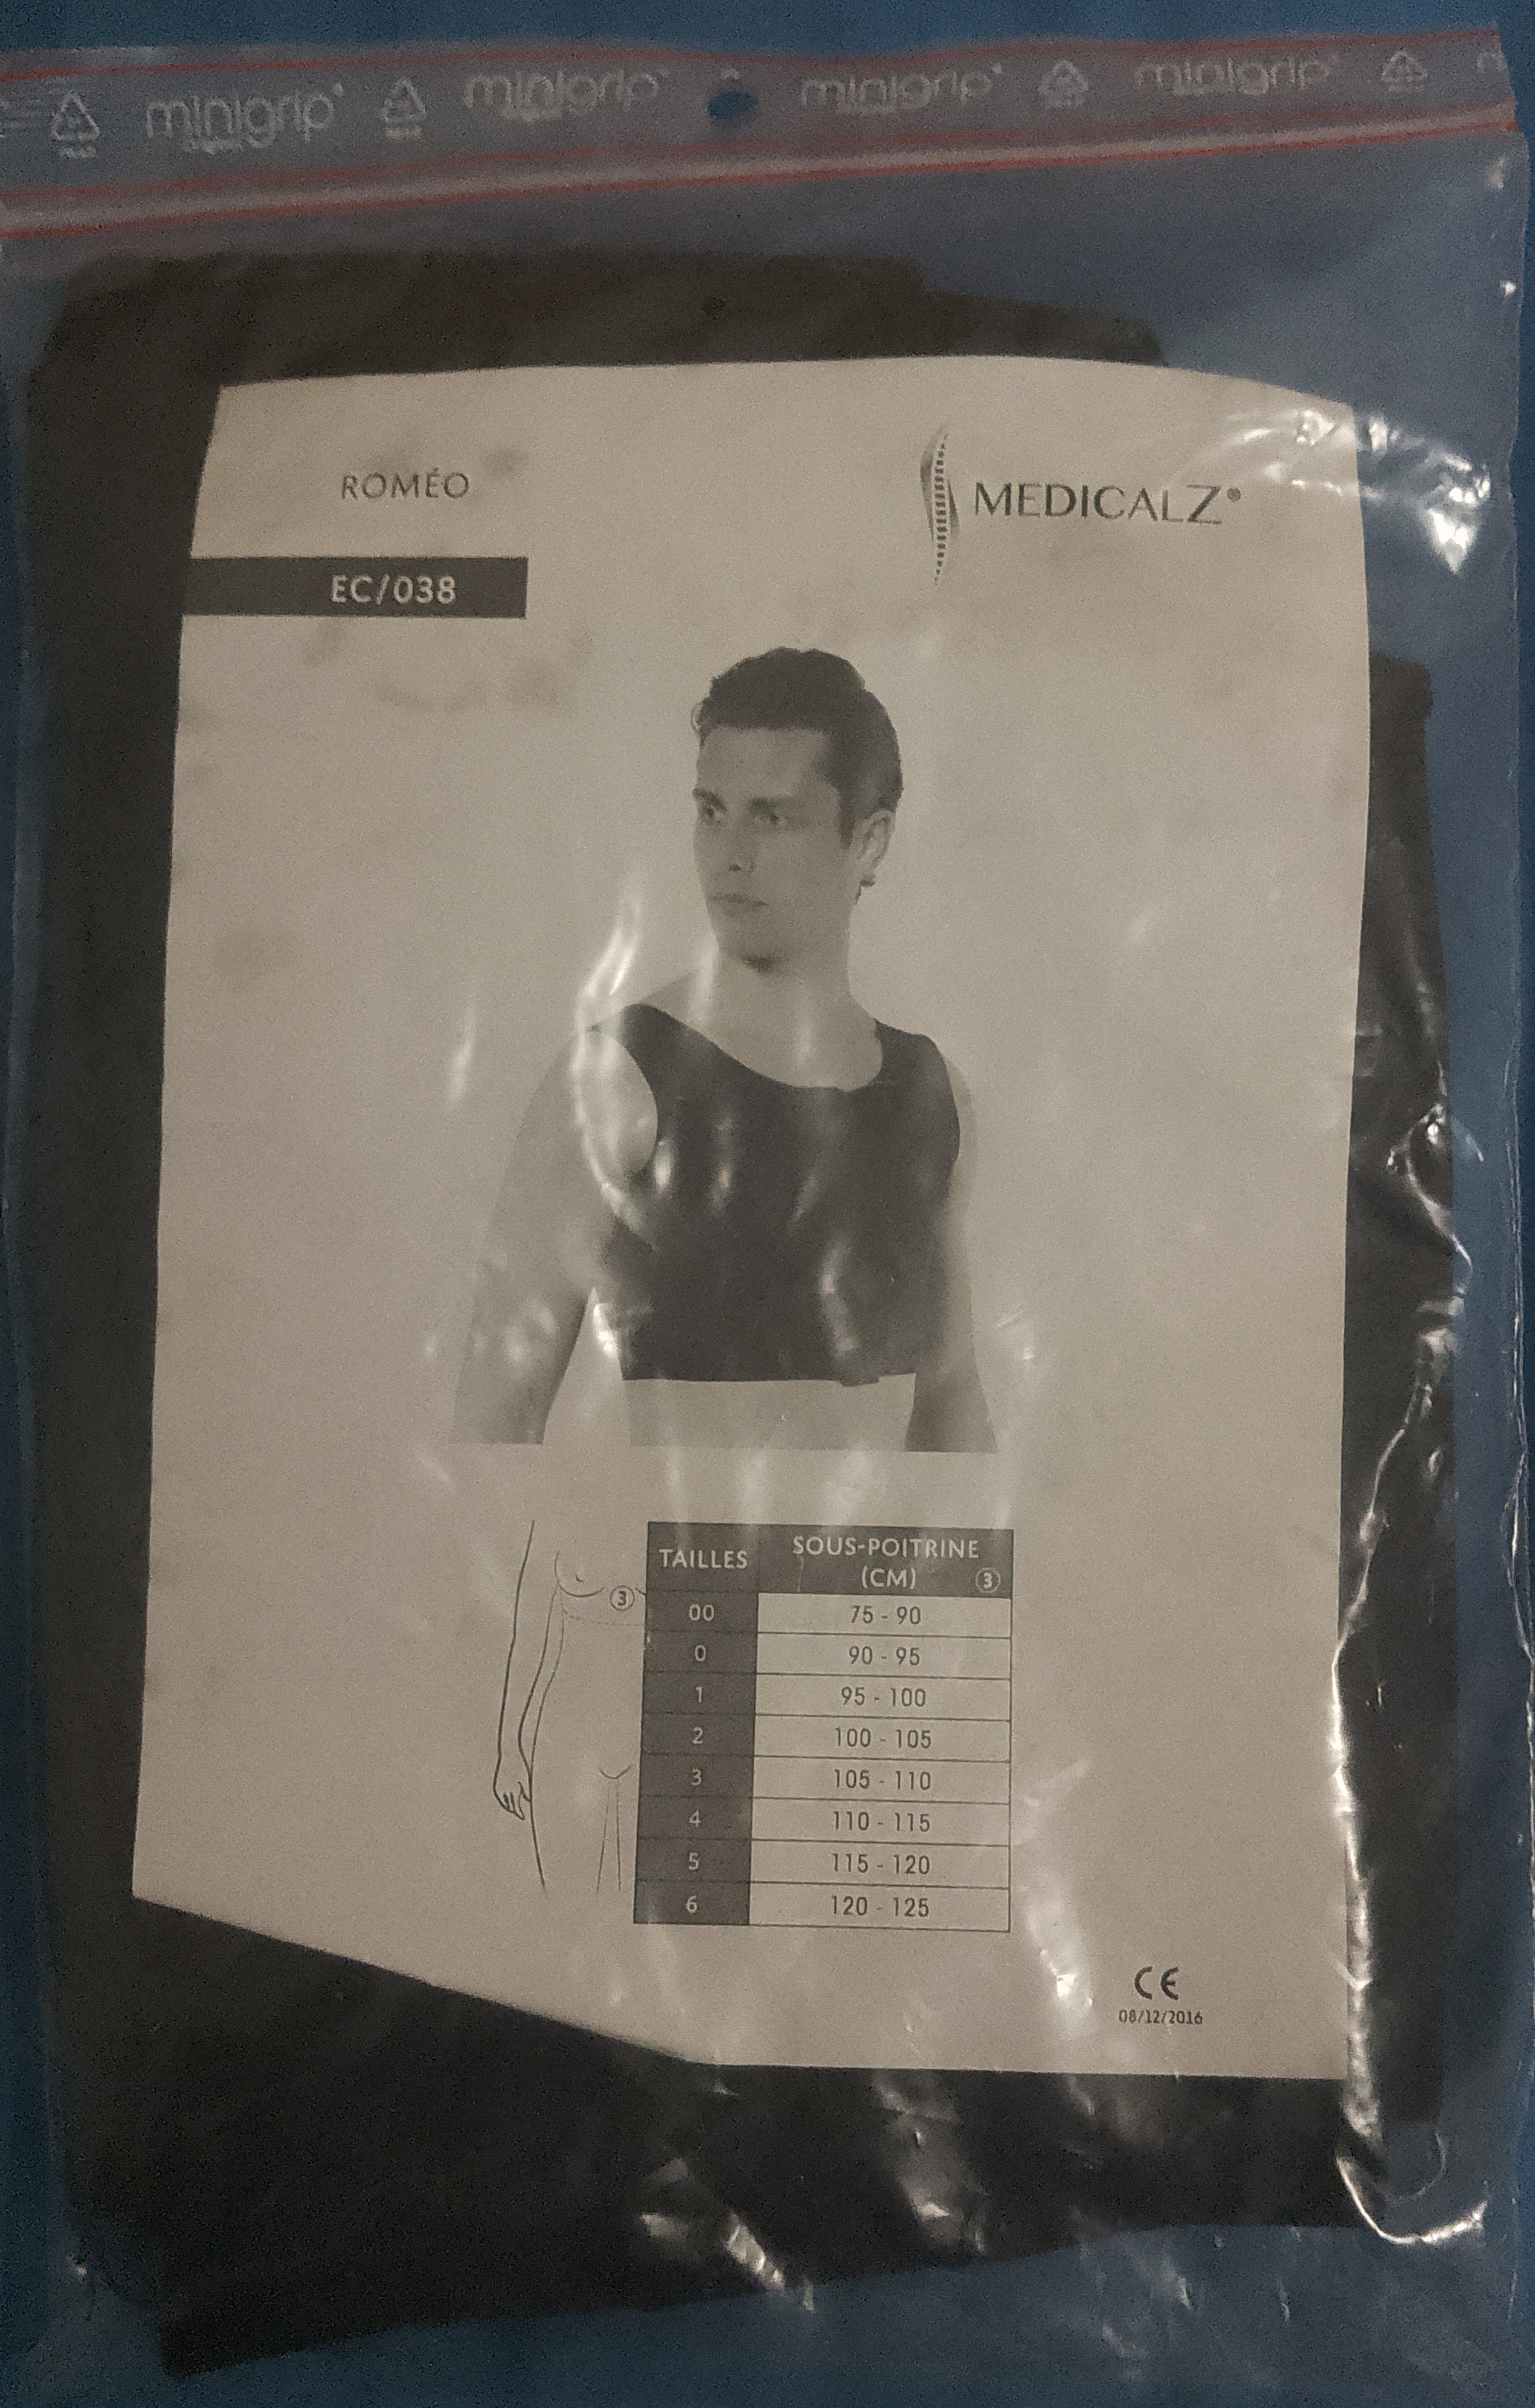 minigrip minigrip minigrip minigrip
ROMÉO
MEDICALZ®
EC/038
TAILLES SOUS-POITRINE (CM) ③
③
00 75 - 90
0 90 - 95
1 95 - 100
2 100 - 105
3 105 - 110
4 110 - 115
5 115 - 120
6 120 - 125
CE
08/12/2016